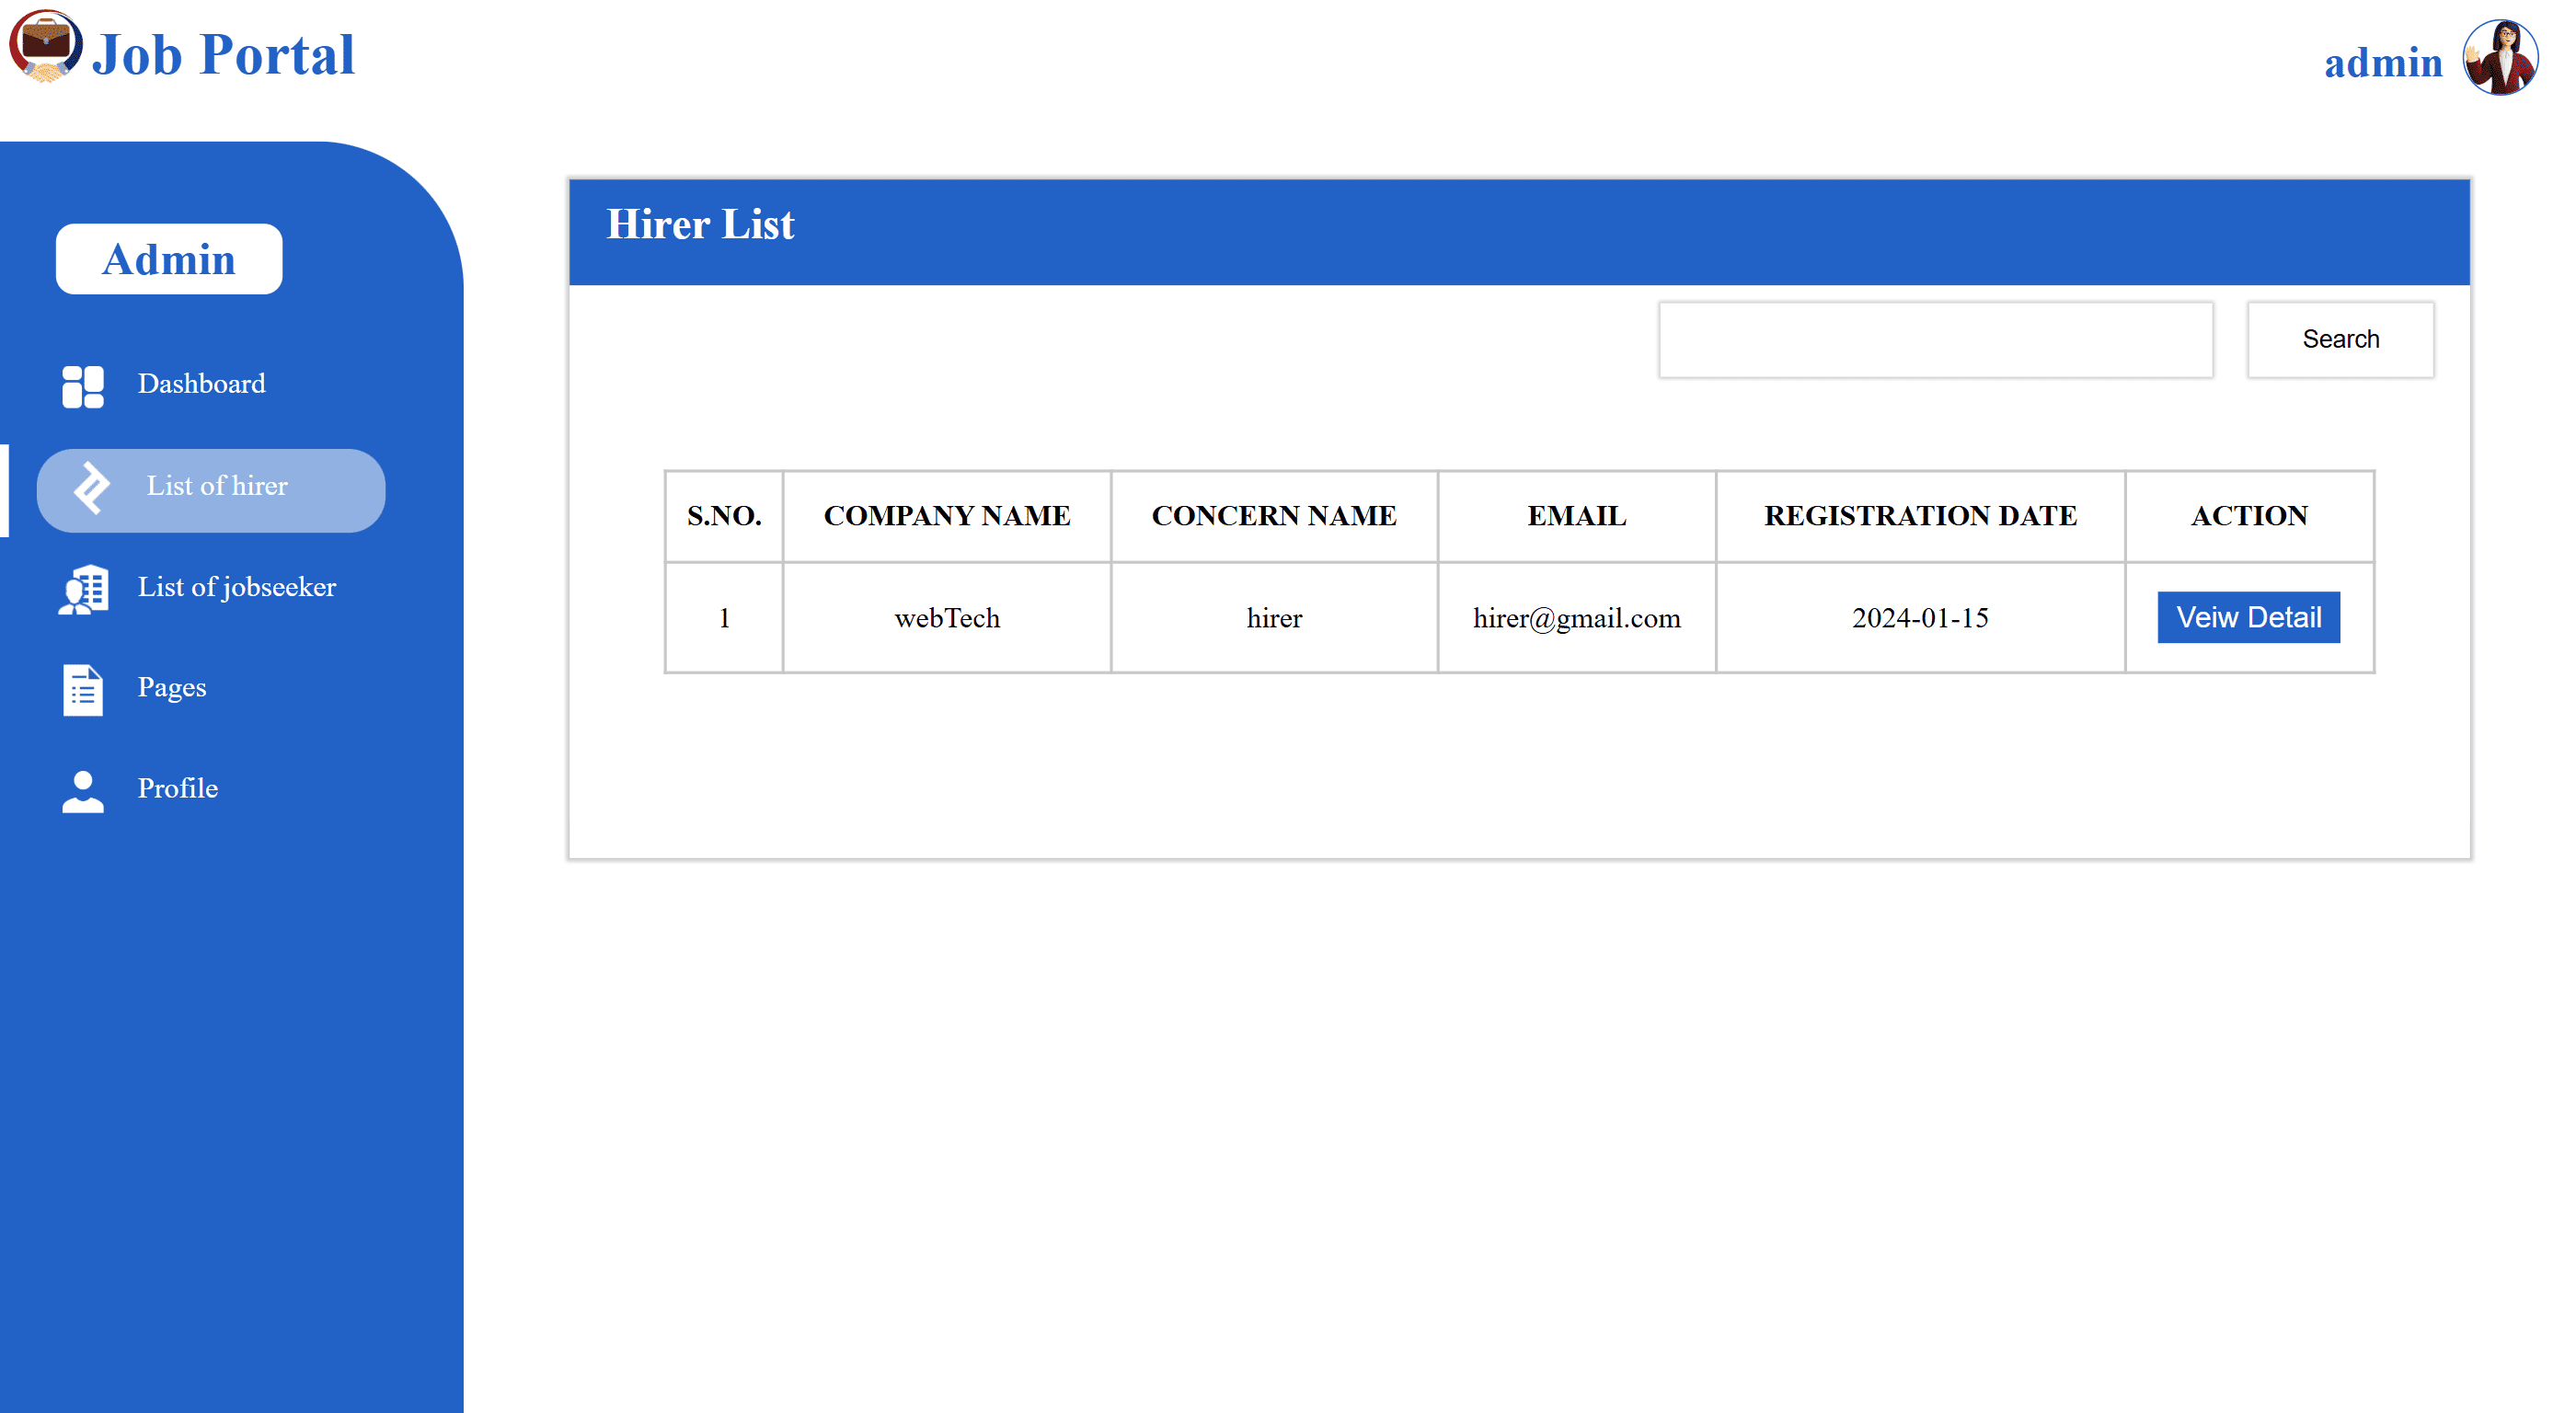 Job Portal
admin
Admin
Dashboard
List of hirer
List of jobseeker
Pages
Profile
Hirer List
Search
S.NO. COMPANY NAME CONCERN NAME EMAIL REGISTRATION DATE ACTION
1 webTech hirer hirer@gmail.com 2024-01-15 Veiw Detail